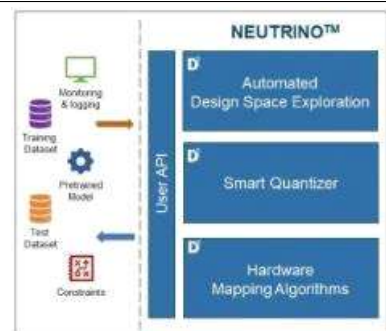 NEUTRINO™
Monitoring
& logging
Training
Dataset
Pretrained
Model
Test
Dataset
Constraints
User API
D
Automated
Design Space Exploration
D
Smart Quantizer
D
Hardware
Mapping Algorithms